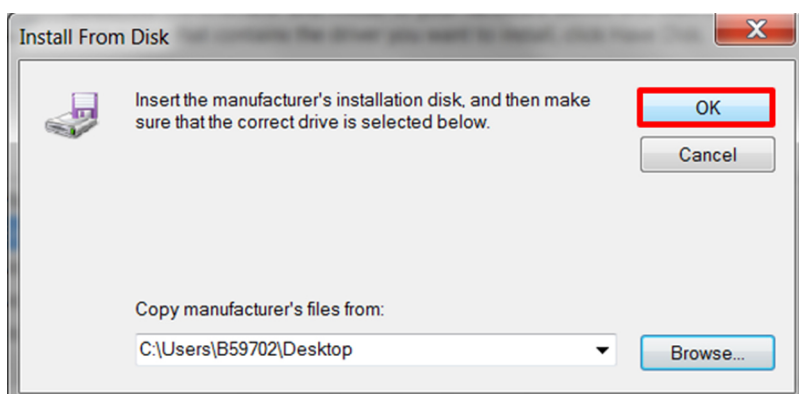 Install From Disk
Insert the manufacturer's installation disk, and then make
sure that the correct drive is selected below.
OK
Cancel
Copy manufacturer's files from:
C:\Users\B59702\Desktop
Browse...